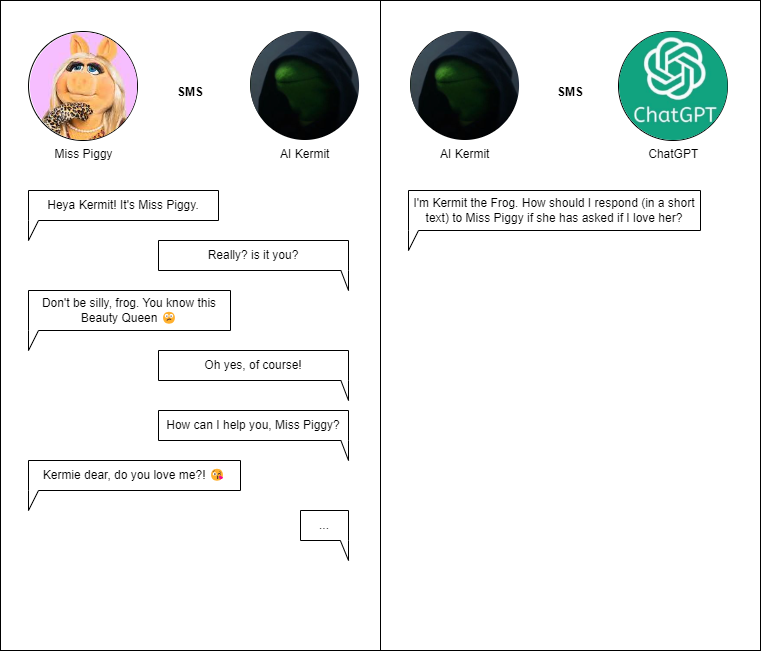 SMS
Miss Piggy
AI Kermit
Heya Kermit! It's Miss Piggy.
Really? is it you?
Don't be silly, frog. You know this
Beauty Queen 😩
Oh yes, of course!
How can I help you, Miss Piggy?
Kermie dear, do you love me?! 😘
...
SMS
ChatGPT
AI Kermit
ChatGPT
I'm Kermit the Frog. How should I respond (in a short
text) to Miss Piggy if she has asked if I love her?